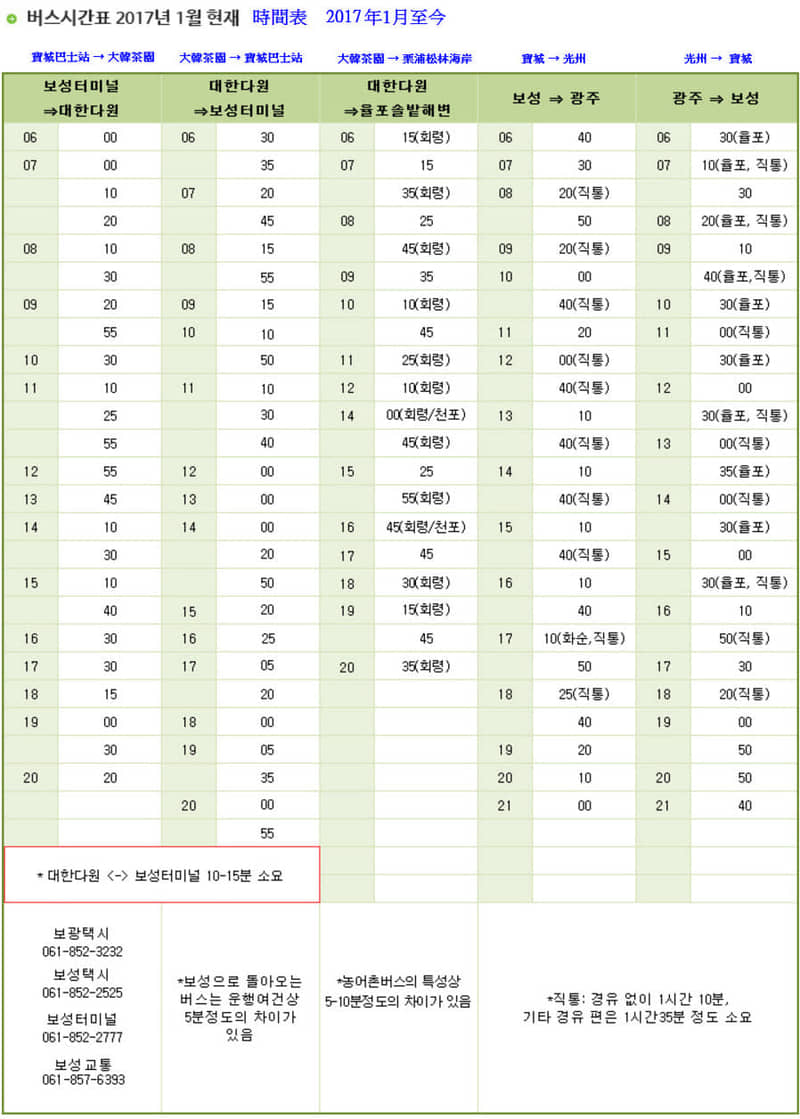 버스시간표 2017년 1월 현재 時間表 2017年1月至今
寶城巴士站 → 大韓茶園 大韓茶園 → 寶城巴士站 大韓茶園 → 栗浦松林海岸 寶城 → 光州 光州 → 寶城
보성터미널 ⇒대한다원 대한다원 ⇒보성터미널 대한다원 ⇒율포솔밭해변 보성 ⇒ 광주 광주 ⇒ 보성
06 00 06 30 06 15(회령) 06 40 06 30(율포)
07 00 35 07 15 07 30 07 10(율포, 직통)
10 07 20 35(회령) 08 20(직통) 30
20 45 08 25 50 08 20(율포, 직통)
08 10 08 15 45(회령) 09 20(직통) 09 10
30 55 09 35 10 00 40(율포,직통)
09 20 09 15 10 10(회령) 40(직통) 10 30(율포)
55 10 10 45 11 20 11 00(직통)
10 30 50 11 25(회령) 12 00(직통) 30(율포)
11 10 11 10 12 10(회령) 40(직통) 12 00
25 30 14 00(회령/천포) 13 10 30(율포, 직통)
55 40 45(회령) 40(직통) 13 00(직통)
12 55 12 00 15 25 14 10 35(율포)
13 45 13 00 55(회령) 40(직통) 14 00(직통)
14 10 14 00 16 45(회령/천포) 15 10 30(율포)
30 20 17 45 40(직통) 15 00
15 10 50 18 30(회령) 16 10 30(율포, 직통)
40 15 20 19 15(회령) 40 16 10
16 30 16 25 45 17 10(화순,직통) 50(직통)
17 30 17 05 20 35(회령) 50 17 30
18 15 20 18 25(직통) 18 20(직통)
19 00 18 00 40 19 00
30 19 05 19 20 50
20 20 35 20 10 20 50
20 00 21 00 21 40
55
* 대한다원 <-> 보성터미널 10-15분 소요
보광택시
061-852-3232
보성택시
061-852-2525
보성터미널
061-852-2777
보성교통
061-857-6393
*보성으로 돌아오는
버스는 운행여건상
5분정도의 차이가
있음
*농어촌버스의 특성상
5-10분정도의 차이가 있음
*직통: 경유 없이 1시간 10분,
기타 경유 편은 1시간35분 정도 소요